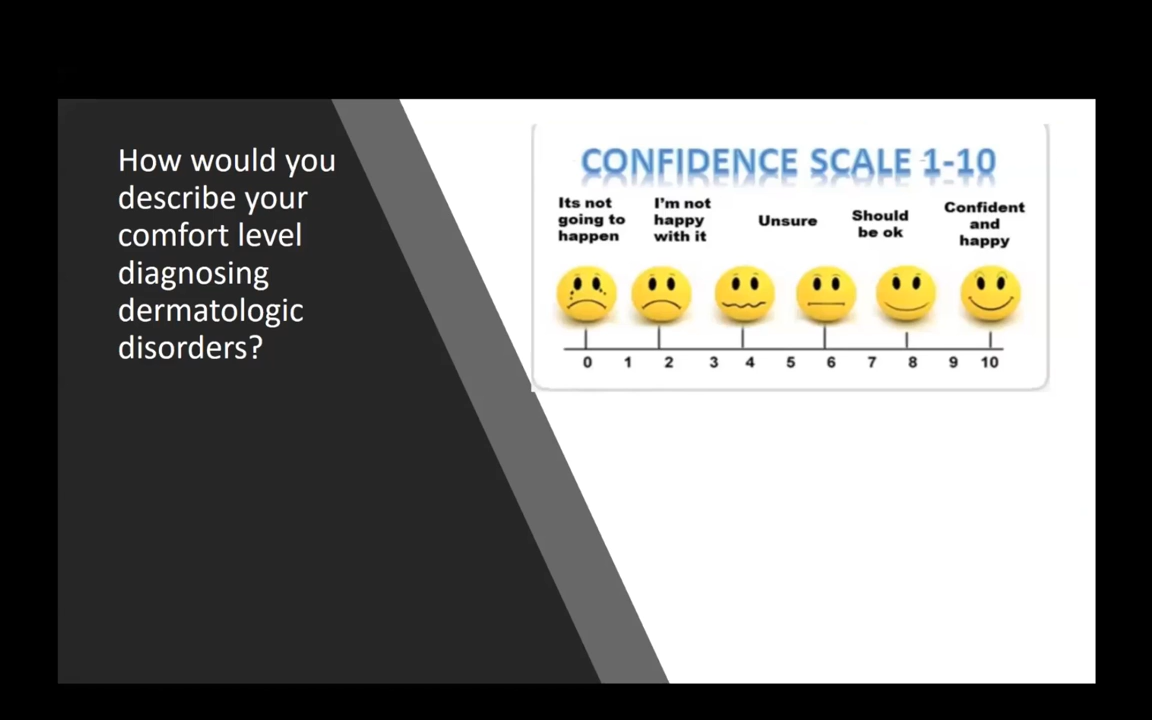 How would you
describe your
comfort level
diagnosing
dermatologic
disorders?
CONFIDENCE SCALE 1-10
Its not
going to
happen
I'm not
happy
with it
Unsure
Should
be ok
Confident
and
happy
0 1 2 3 4 5 6 7 8 9 10